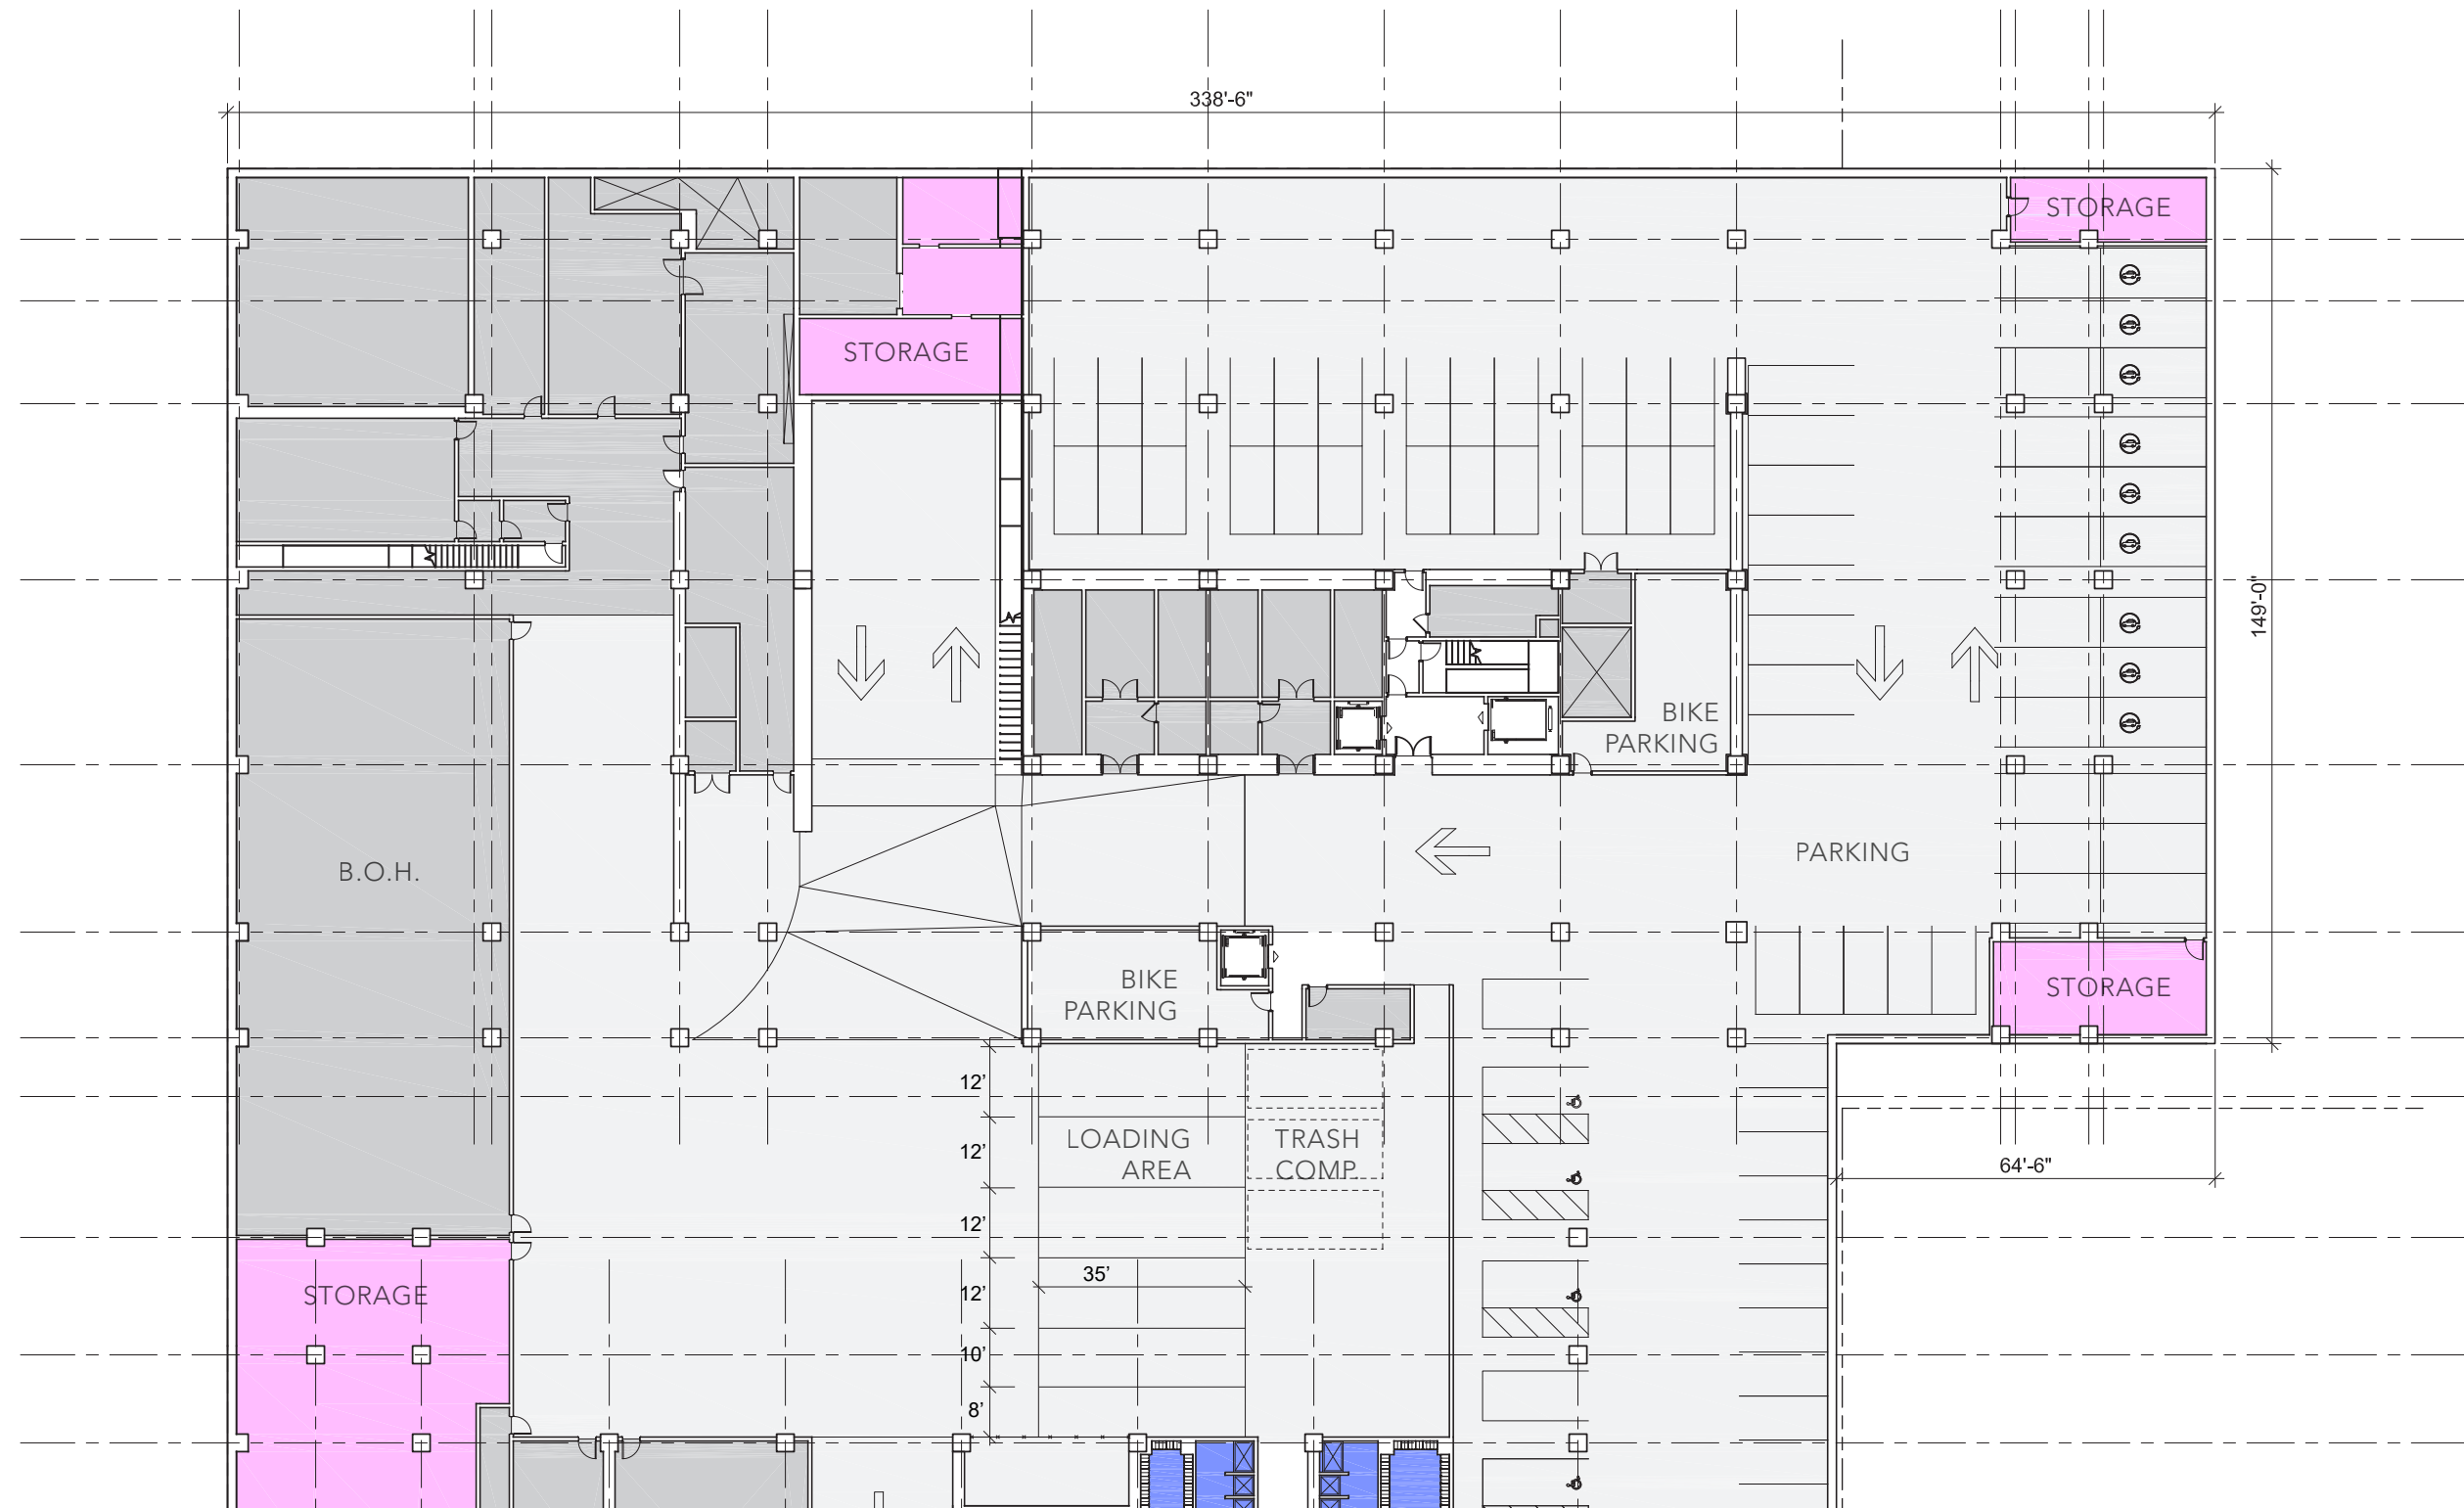 338'-6"
STORAGE
STORAGE
149'-0"
BIKE
PARKING
B.O.H.
PARKING
BIKE
PARKING
STORAGE
12'
LOADING
AREA
TRASH
COMP.
12'
64'-6"
12'
35'
STORAGE
12'
10'
8'